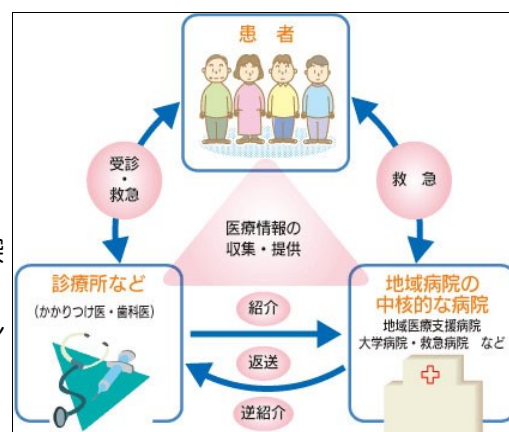 患 者
受診
・
救急
救 急
医療情報の
収集・提供
診療所など
(かかりつけ医・歯科医)
地域病院の
中核的な病院
地域医療支援病院
大学病院・救急病院 など
紹介
返送
逆紹介